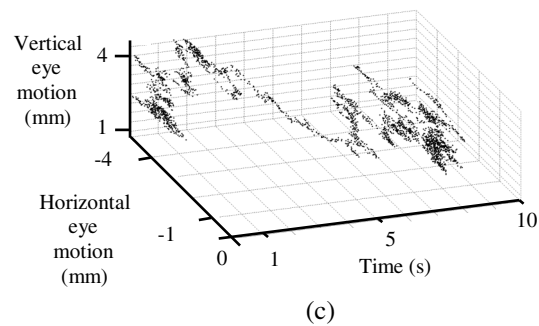 Vertical
eye
motion
(mm)
4
1
-4
Horizontal
eye
motion
(mm)
-1
0
1
5
10
Time (s)
(c)